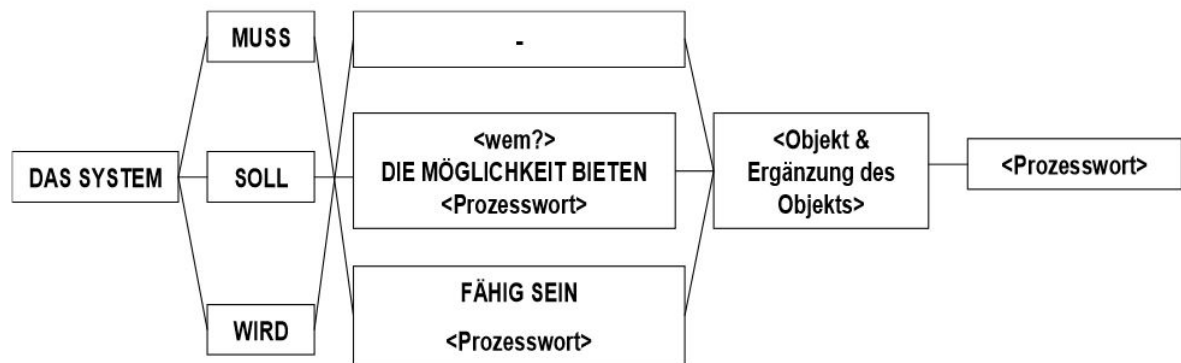 DAS SYSTEM
MUSS
SOLL
WIRD
-
<wem?>
DIE MÖGLICHKEIT BIETEN
<Prozesswort>
FÄHIG SEIN
<Prozesswort>
<Objekt &
Ergänzung des
Objekts>
<Prozesswort>